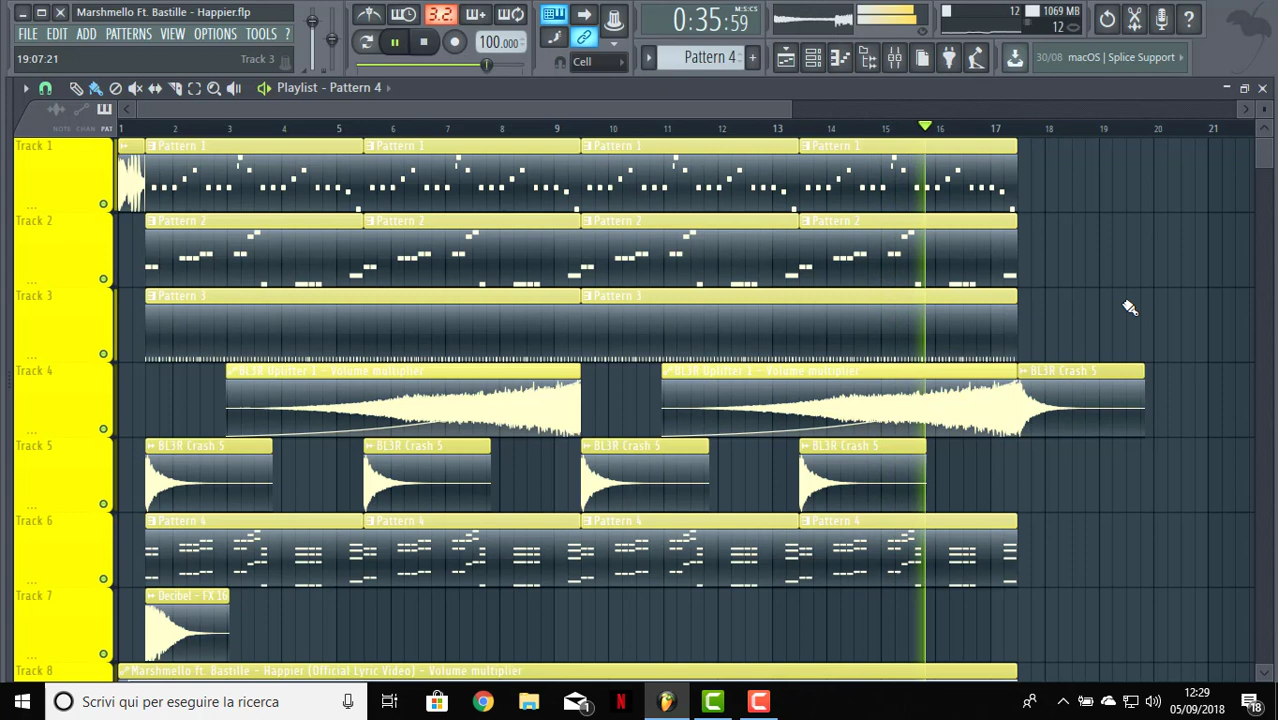 Marshmello Ft. Bastille - Happier.flp
FILE EDIT ADD PATTERNS VIEW OPTIONS TOOLS ?
19:07:21 Track 3
3.2
100.000
0:35:59
M:S:CS
Cell
Pattern 4
12 1069 MB
12
30/08 macOS | Splice Support
Playlist - Pattern 4
NOTE CHAN PAT
1 2 3 4 5 6 7 8 9 10 11 12 13 14 15 16 17 18 19 20 21
Track 1 Pattern 1 Pattern 1 Pattern 1 Pattern 1
Track 2 Pattern 2 Pattern 2 Pattern 2 Pattern 2
Track 3 Pattern 3 Pattern 3
Track 4 BL3R Uplifter 1 - Volume multiplier BL3R Uplifter 1 - Volume multiplier BL3R Crash 5
Track 5 BL3R Crash 5 BL3R Crash 5 BL3R Crash 5 BL3R Crash 5
Track 6 Pattern 4 Pattern 4 Pattern 4 Pattern 4
Track 7 Decibel - FX 16
Track 8 Marshmello ft. Bastille - Happier (Official Lyric Video) - Volume multiplier
Scrivi qui per eseguire la ricerca
1
12:29
05/09/2018
18